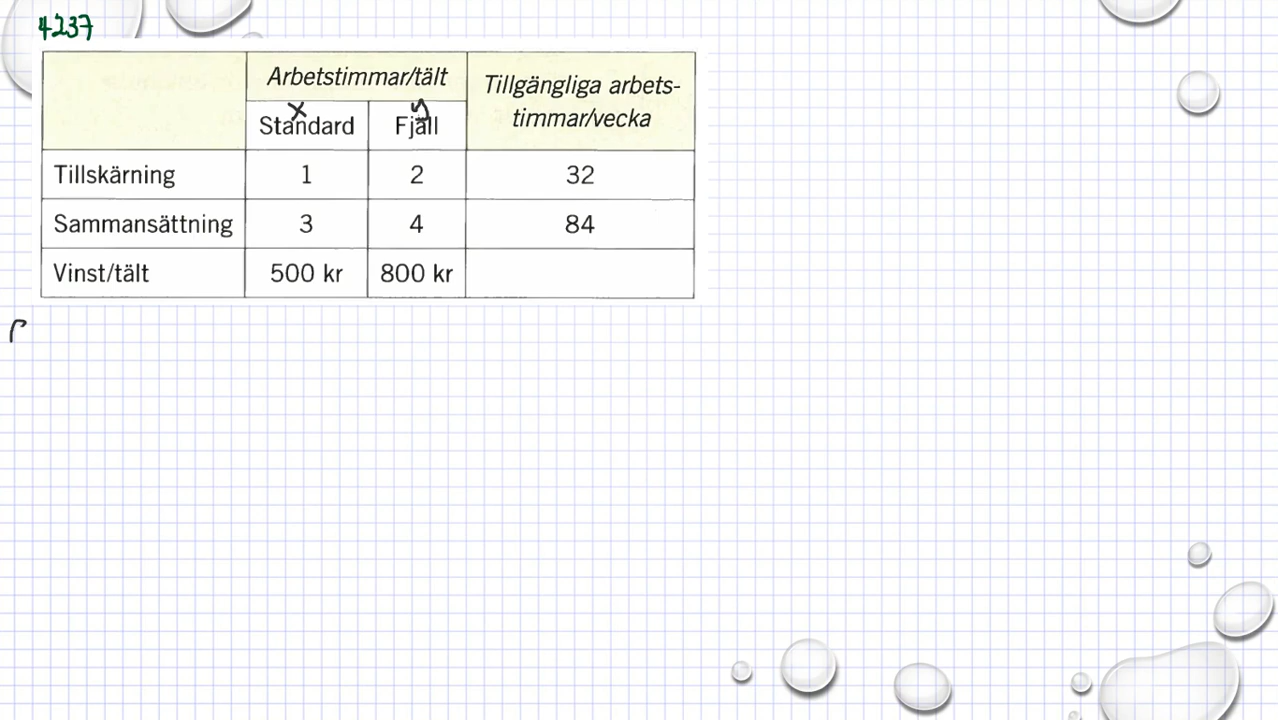 4237
Arbetstimmar/tält Tillgängliga arbets-
timmar/vecka
x y
Standard Fjäll
Tillskärning 1 2 32
Sammansättning 3 4 84
Vinst/tält 500 kr 800 kr